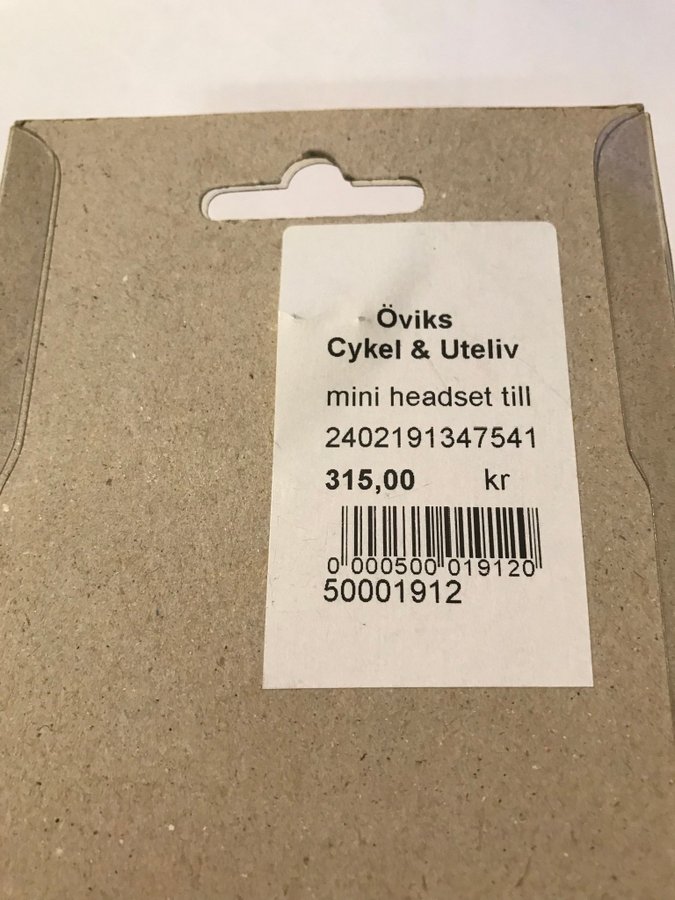 Öviks
Cykel & Uteliv
mini headset till
2402191347541
315,00 kr
0 000500 019120
50001912